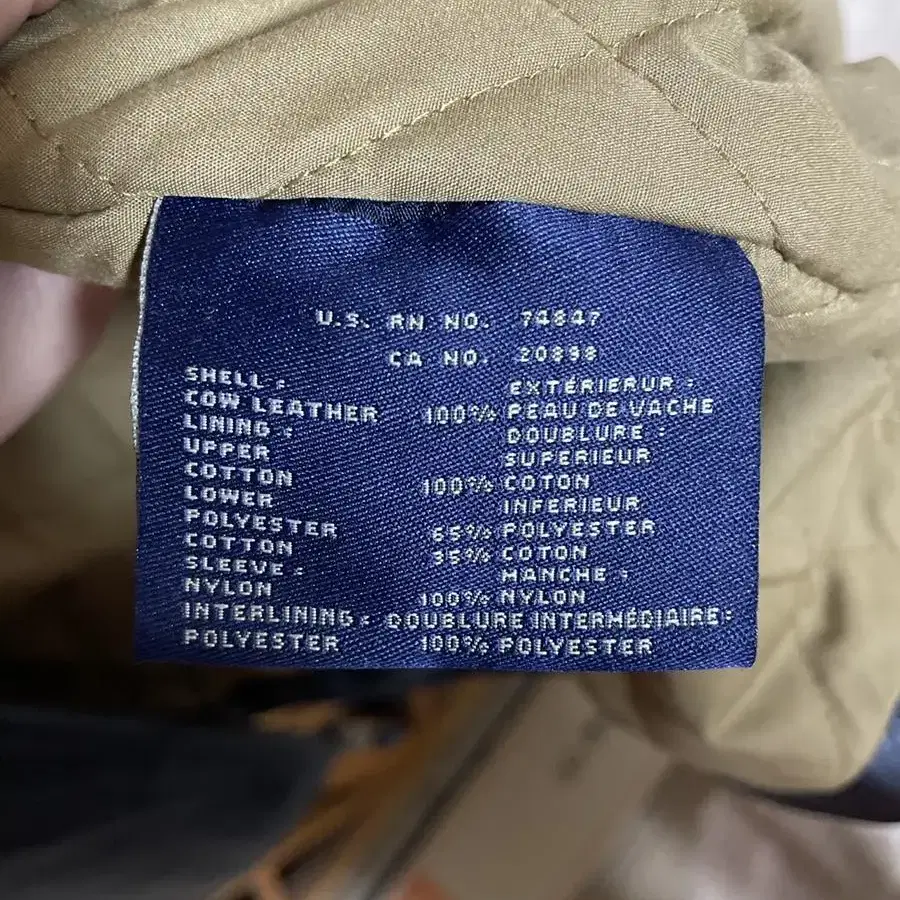 U.S. RN NO. 74847
CA NO. 20898
SHELL :
EXTÉRIERUR :
COW LEATHER 100% PEAU DE VACHE
LINING :
DOUBLURE :
UPPER
SUPERIEUR
COTTON 100% COTON
LOWER
INFERIEUR
POLYESTER 65% POLYESTER
COTTON 35% COTON
SLEEVE :
MANCHE :
NYLON 100% NYLON
INTERLINING : DOUBLURE INTERMÉDIAIRE:
POLYESTER 100% POLYESTER